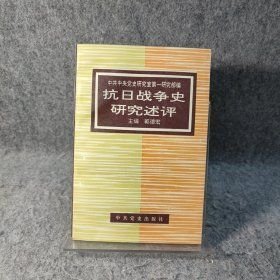 中共中央党史研究室第一研究部编
抗日战争史
研究述评
主编 郭德宏
中共党史出版社